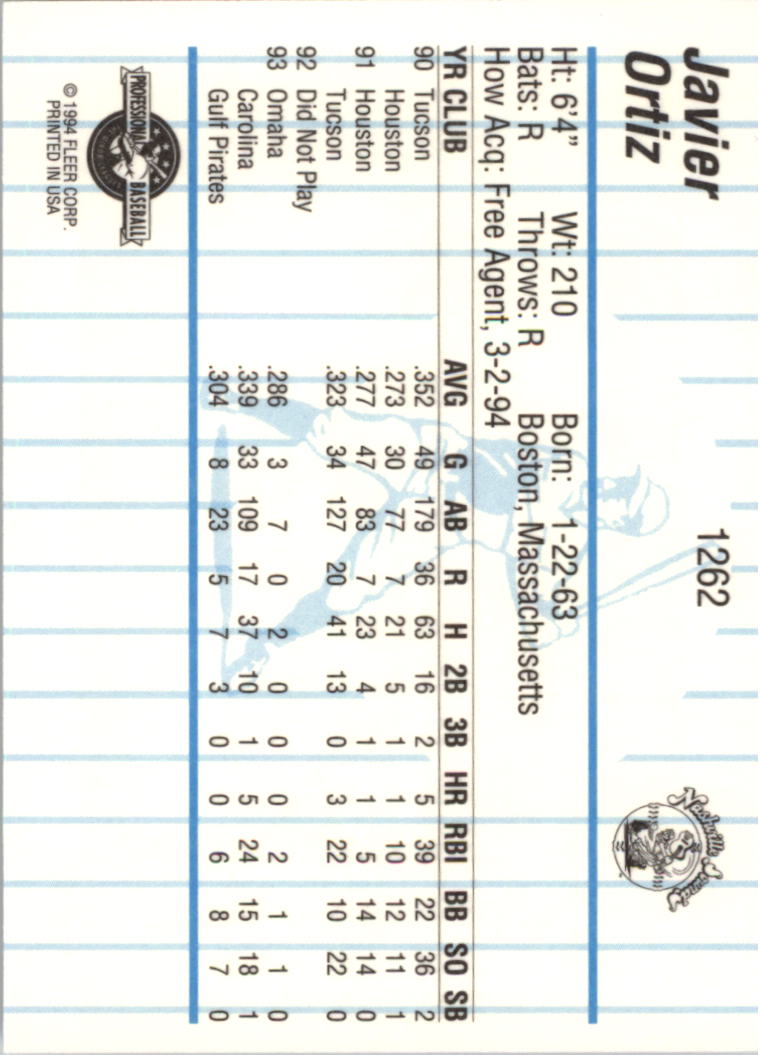 Javier
Ortiz
1262
Nashville Sounds
Ht: 6'4" Wt: 210 Born: 1-22-63
Bats: R Throws: R Boston, Massachusetts
How Acq: Free Agent, 3-2-94
YR CLUB AVG G AB R H 2B 3B HR RBI BB SO SB
90 Tucson .352 49 179 36 63 16 2 5 39 22 36 2
Houston .273 30 77 7 21 5 1 1 10 12 11 1
91 Houston .277 47 83 7 23 4 1 1 5 14 14 0
Tucson .323 34 127 20 41 13 0 3 22 10 22 0
92 Did Not Play
93 Omaha .286 3 7 0 2 0 0 0 2 1 1 0
Carolina .339 33 109 17 37 10 1 5 24 15 18 1
Gulf Pirates .304 8 23 5 7 3 0 0 6 8 7 0
PROFESSIONAL BASEBALL
© 1994 FLEER CORP.
PRINTED IN USA